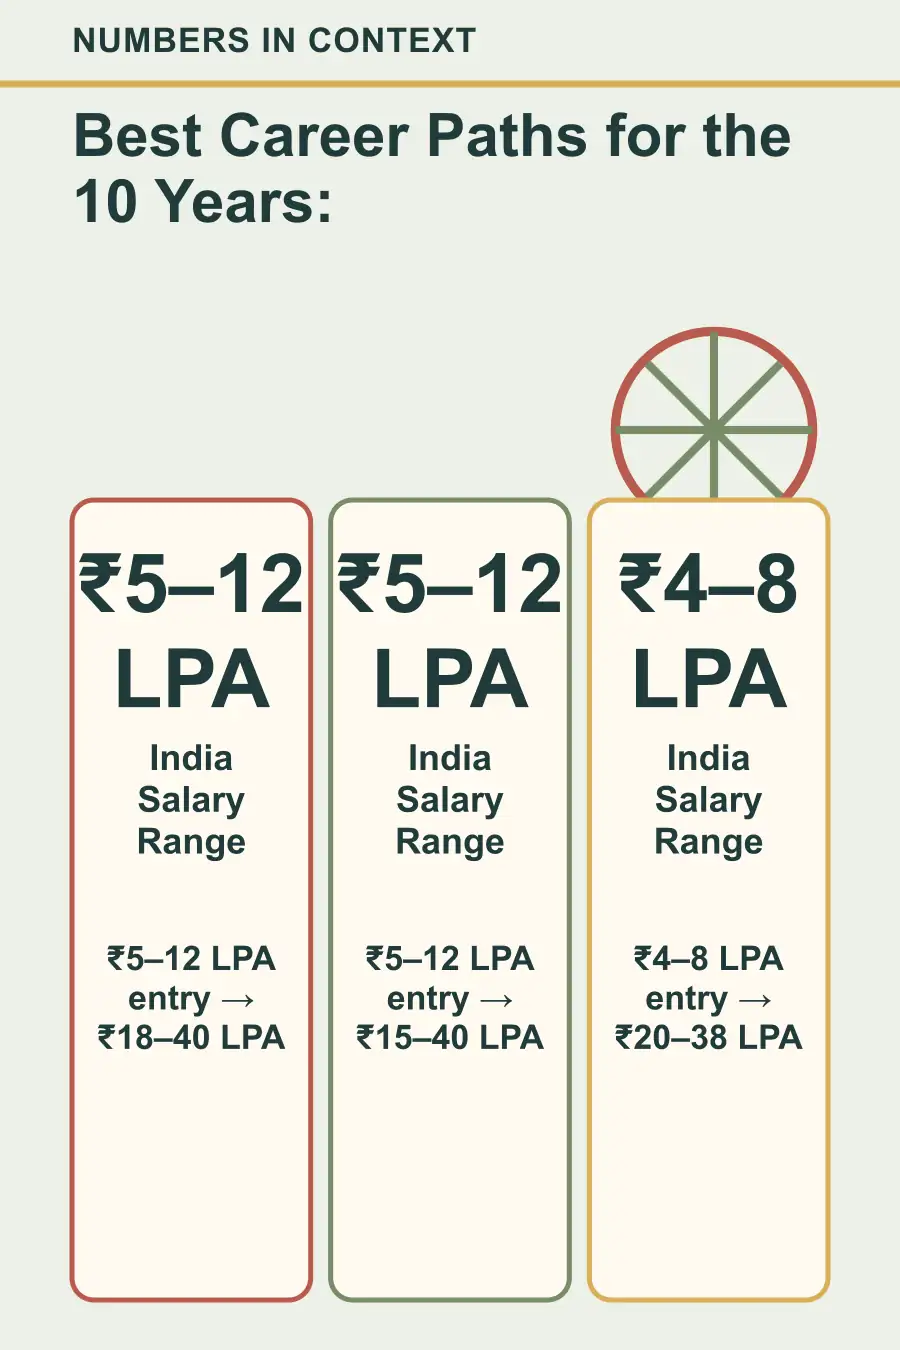 NUMBERS IN CONTEXT
Best Career Paths for the
10 Years:
₹5–12
LPA
India
Salary
Range
₹5–12 LPA
entry →
₹18–40 LPA
₹5–12
LPA
India
Salary
Range
₹5–12 LPA
entry →
₹15–40 LPA
₹4–8
LPA
India
Salary
Range
₹4–8 LPA
entry →
₹20–38 LPA